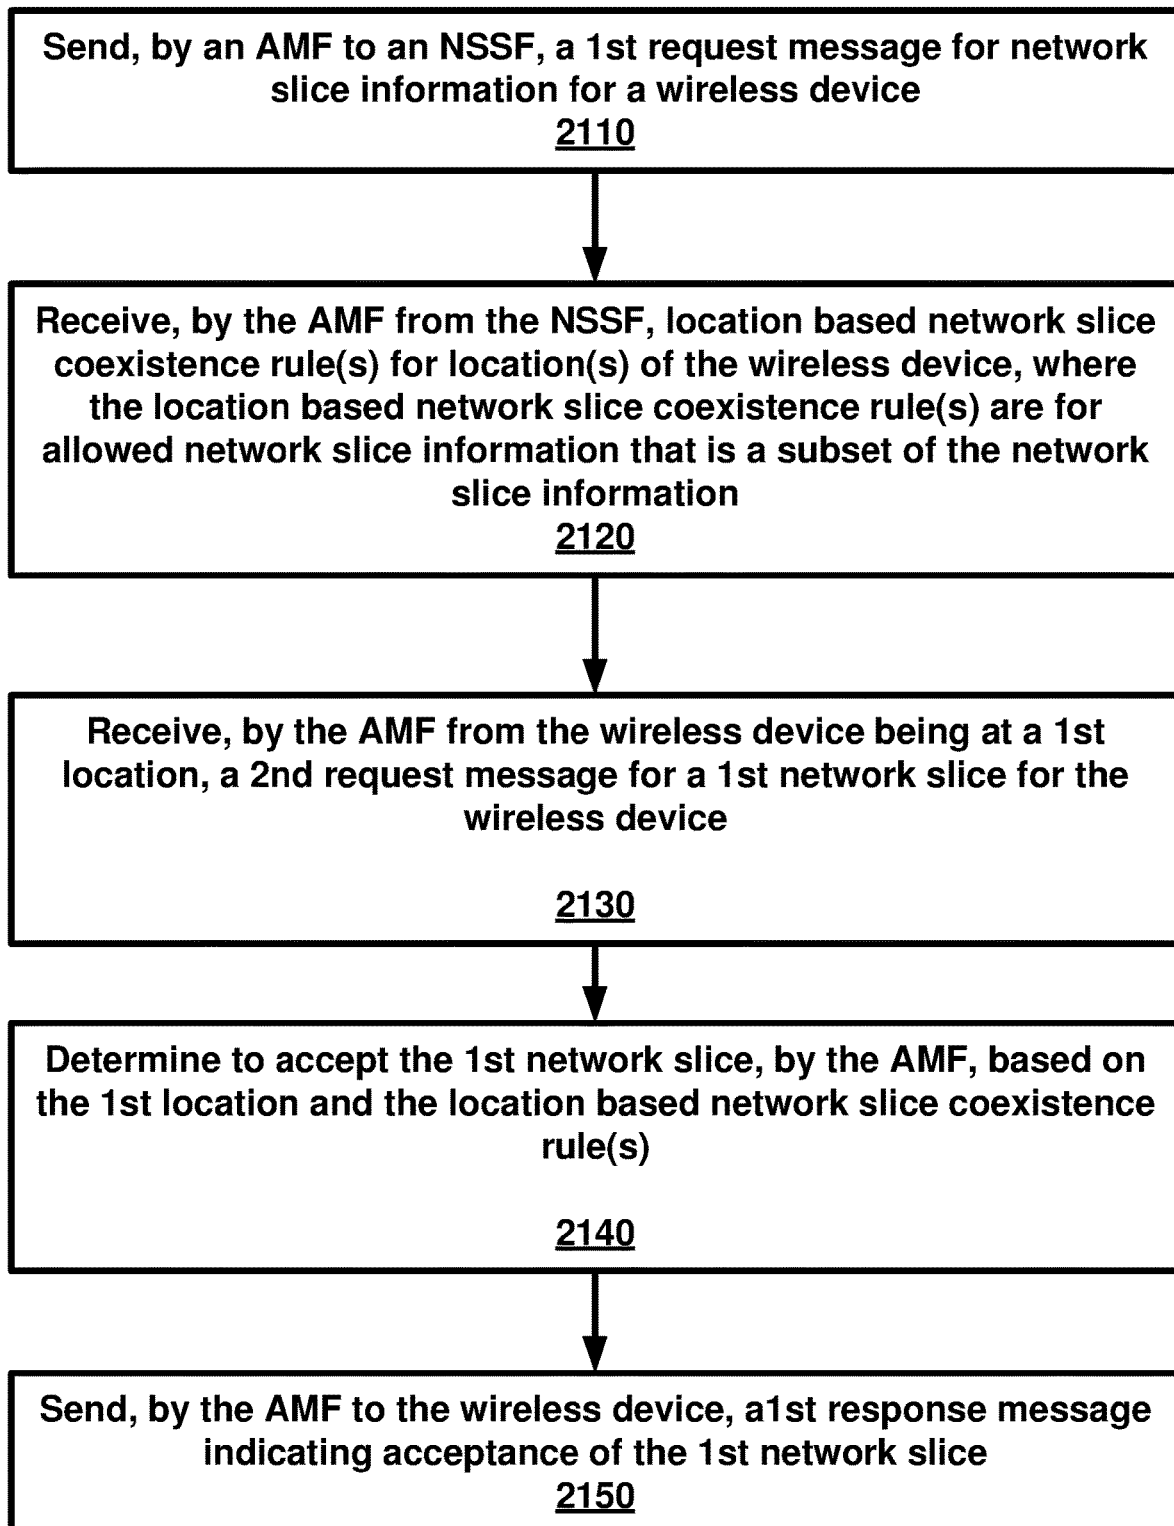 Send, by an AMF to an NSSF, a 1st request message for network
slice information for a wireless device
2110
Receive, by the AMF from the NSSF, location based network slice
coexistence rule(s) for location(s) of the wireless device, where
the location based network slice coexistence rule(s) are for
allowed network slice information that is a subset of the network
slice information
2120
Receive, by the AMF from the wireless device being at a 1st
location, a 2nd request message for a 1st network slice for the
wireless device
2130
Determine to accept the 1st network slice, by the AMF, based on
the 1st location and the location based network slice coexistence
rule(s)
2140
Send, by the AMF to the wireless device, a1st response message
indicating acceptance of the 1st network slice
2150